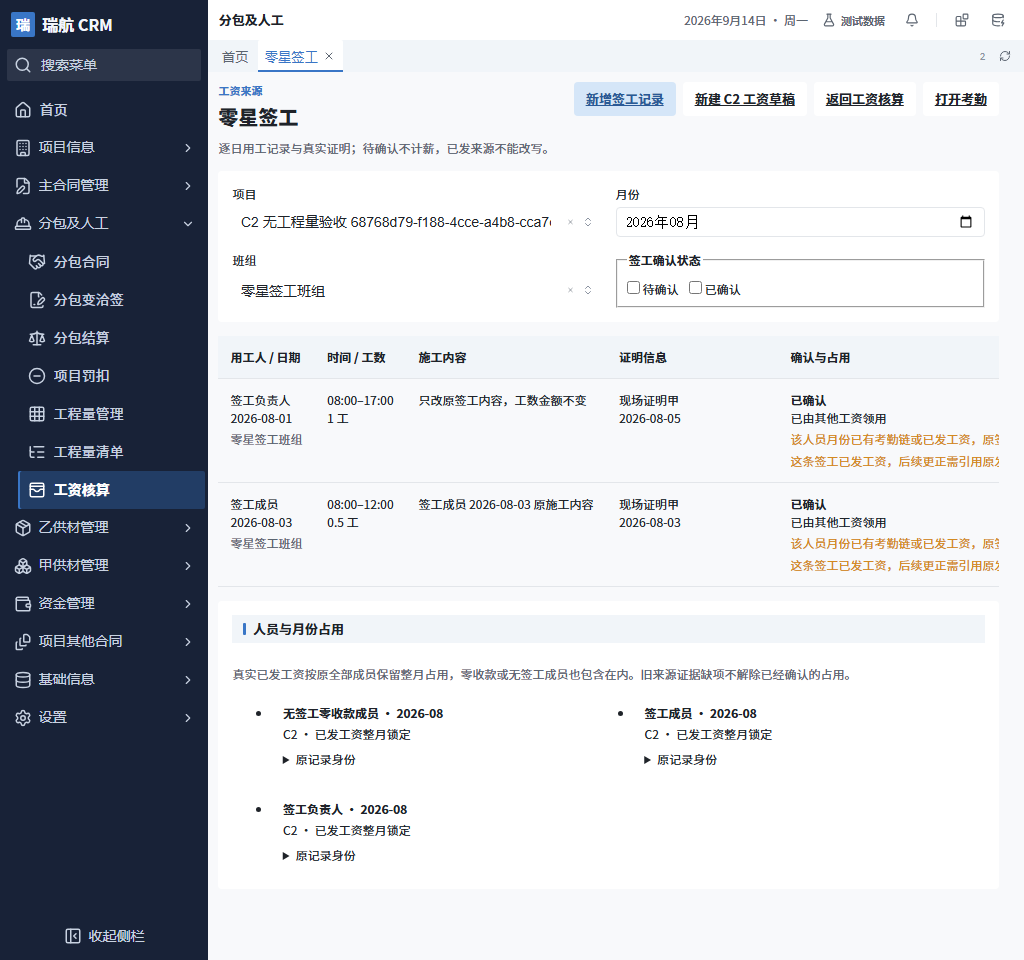 瑞 瑞航 CRM
搜索菜单
首页
项目信息
主合同管理
分包及人工
分包合同
分包变洽签
分包结算
项目罚扣
工程量管理
工程量清单
工资核算
乙供材管理
甲供材管理
资金管理
项目其他合同
基础信息
设置
收起侧栏
分包及人工
2026年9月14日 · 周一 测试数据
首页 零星签工 × 2
工资来源
零星签工
新增签工记录 新建 C2 工资草稿 返回工资核算 打开考勤
逐日用工记录与真实证明；待确认不计薪，已发来源不能改写。
项目
C2 无工程量验收 68768d79-f188-4cce-a4b8-cca7
月份
2026年08月
班组
零星签工班组
签工确认状态
待确认 已确认
用工人 / 日期 时间 / 工数 施工内容 证明信息 确认与占用
签工负责人 08:00–17:00 只改原签工内容，工数金额不变 现场证明甲 已确认
2026-08-01 1 工 2026-08-05 已由其他工资领用
零星签工班组 该人员月份已有考勤链或已发工资，原签
这条签工已发工资，后续更正需引用原发
签工成员 08:00–12:00 签工成员 2026-08-03 原施工内容 现场证明甲 已确认
2026-08-03 0.5 工 2026-08-03 已由其他工资领用
零星签工班组 该人员月份已有考勤链或已发工资，原签
这条签工已发工资，后续更正需引用原发
人员与月份占用
真实已发工资按原全部成员保留整月占用，零收款或无签工成员也包含在内。旧来源证据缺项不解除已经确认的占用。
无签工零收款成员 · 2026-08
C2 · 已发工资整月锁定
原记录身份
签工成员 · 2026-08
C2 · 已发工资整月锁定
原记录身份
签工负责人 · 2026-08
C2 · 已发工资整月锁定
原记录身份